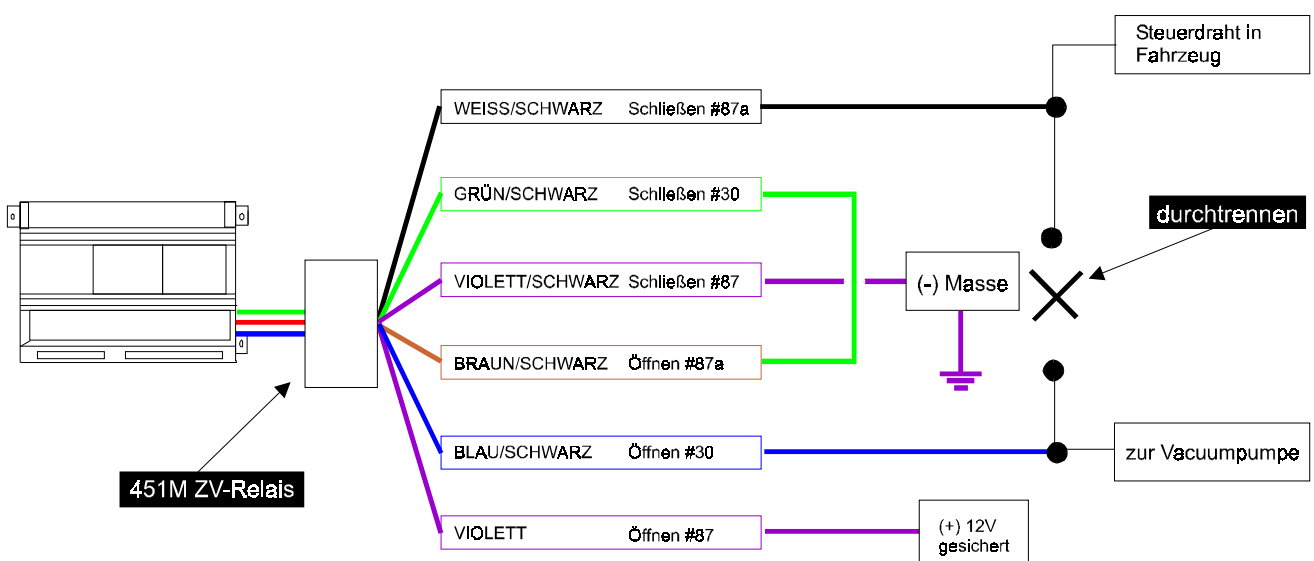 Steuerdraht in
Fahrzeug
WEISS/SCHWARZ Schließen #87a
GRÜN/SCHWARZ Schließen #30
durchtrennen
VIOLETT/SCHWARZ Schließen #87
(-) Masse
BRAUN/SCHWARZ Öffnen #87a
BLAU/SCHWARZ Öffnen #30
zur Vacuumpumpe
451M ZV-Relais
VIOLETT Öffnen #87
(+) 12V
gesichert